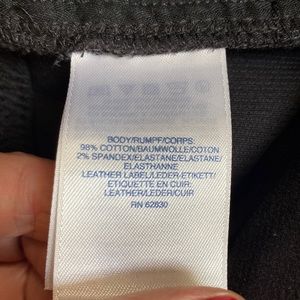 BODY/RUMPF/CORPS:
98% COTTON/BAUMWOLLE/COTON
2% SPANDEX/ELASTANE/ELASTANE/
ELASTHANNE
LEATHER LABEL/LEDER-ETIKETT/
ETIQUETTE EN CUIR:
LEATHER/LEDER/CUIR
RN 62830